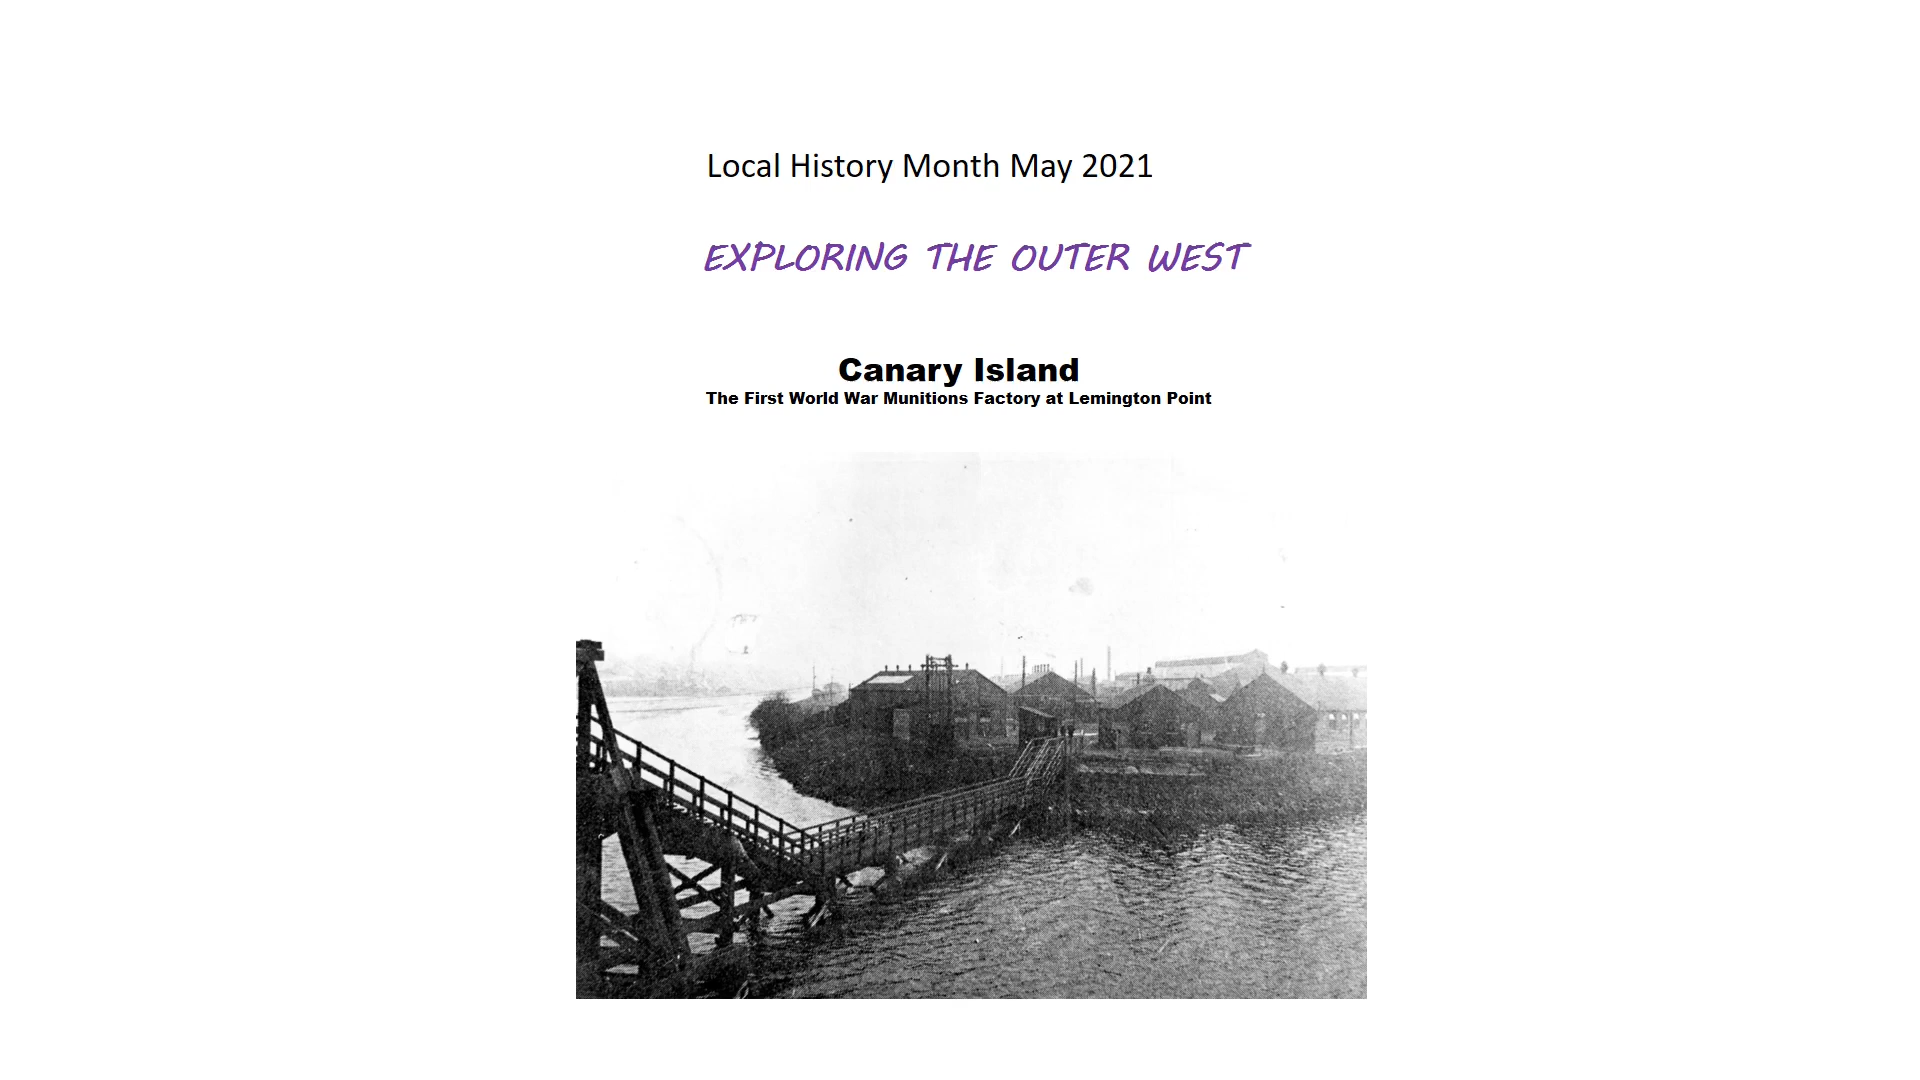 Local History Month May 2021
EXPLORING THE OUTER WEST
Canary Island
The First World War Munitions Factory at Lemington Point